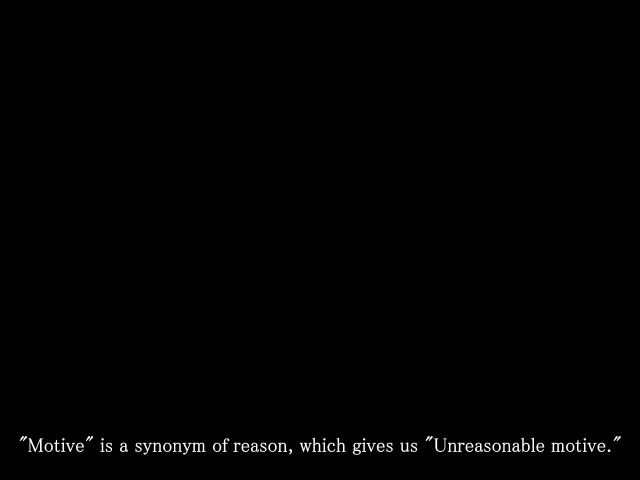 "Motive" is a synonym of reason, which gives us "Unreasonable motive."